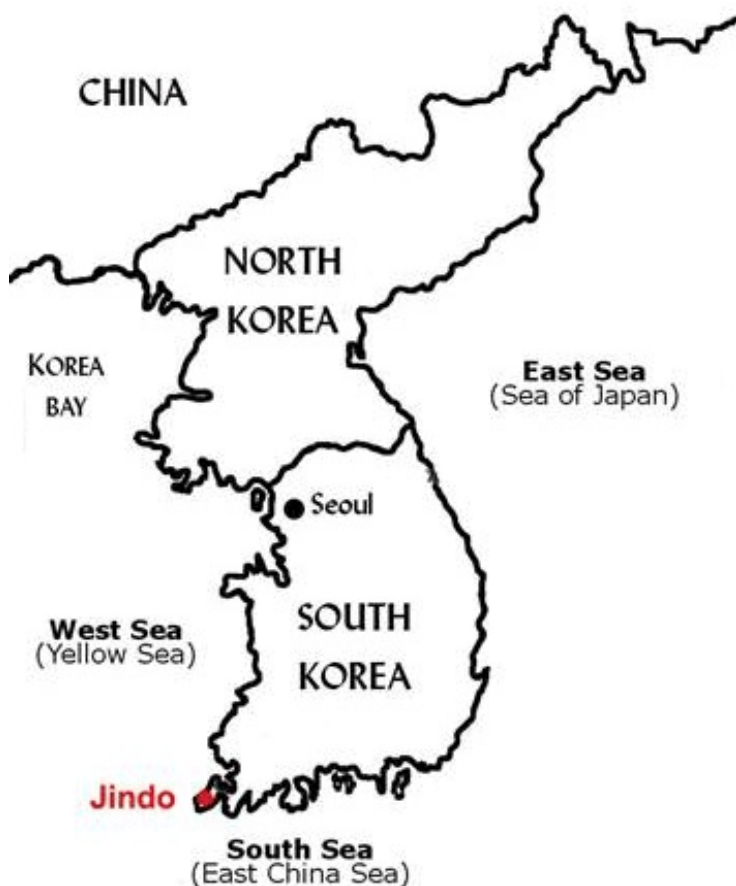 CHINA
NORTH
KOREA
KOREA
BAY
East Sea
(Sea of Japan)
Seoul
West Sea
(Yellow Sea)
SOUTH
KOREA
Jindo
South Sea
(East China Sea)